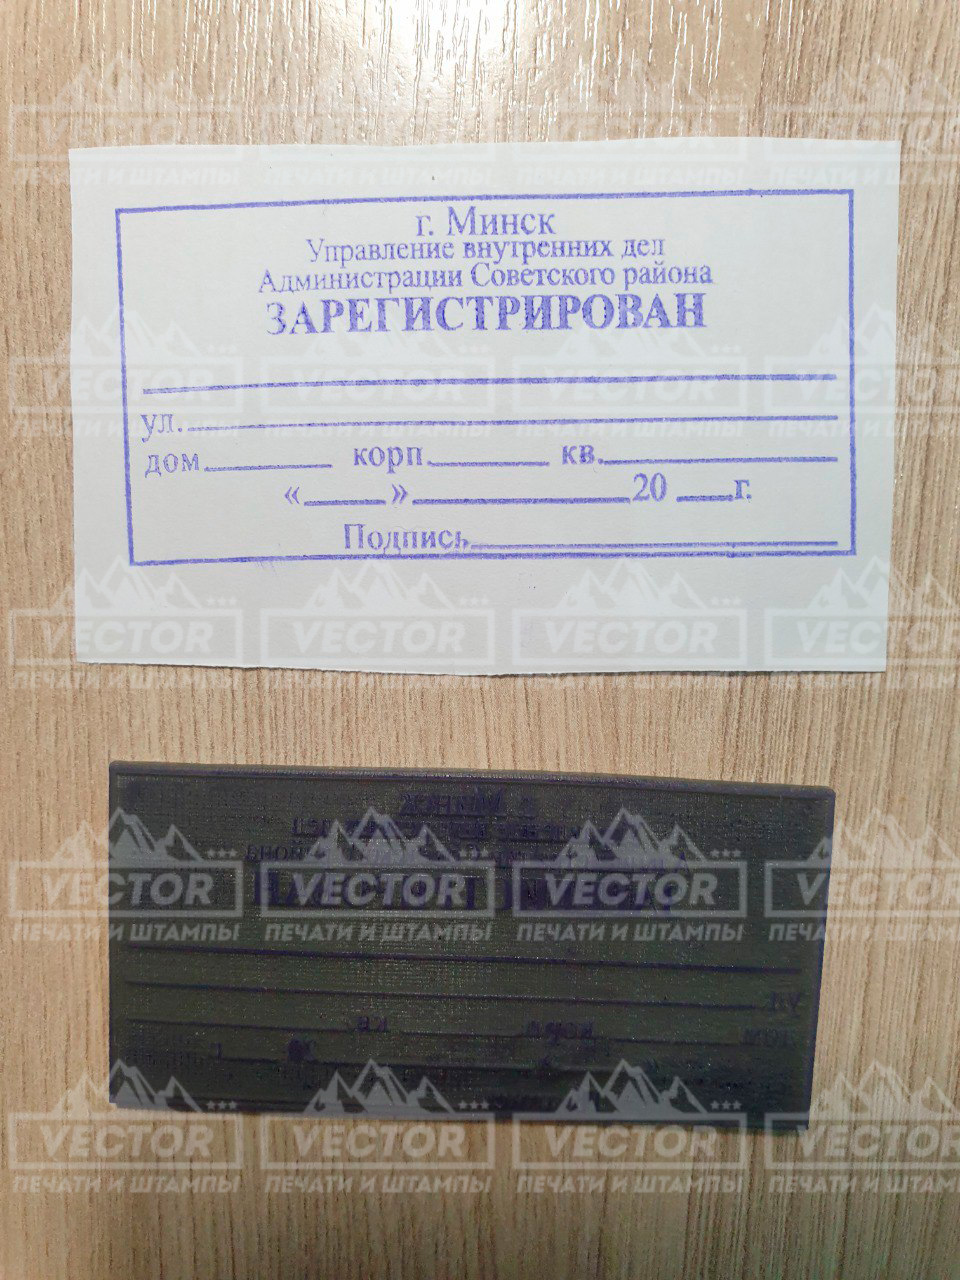 г. Минск
Управление внутренних дел
Администрации Советского района
ЗАРЕГИСТРИРОВАН
ул.
дом корп. кв.
« » 20 г.
Подпись
VECTOR
ПЕЧАТИ И ШТАМПЫ